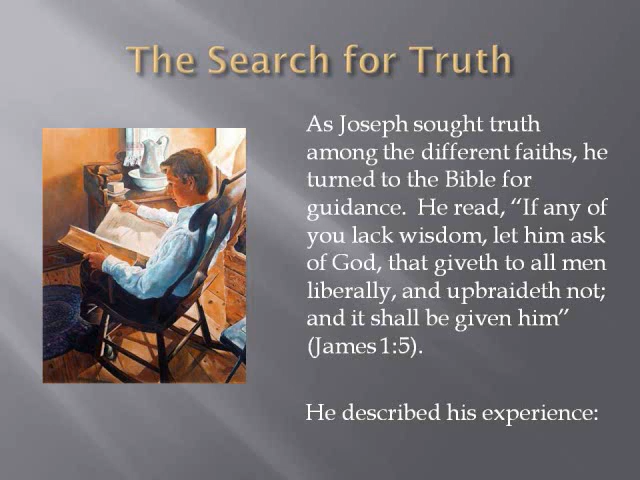 The Search for Truth
As Joseph sought truth
among the different faiths, he
turned to the Bible for
guidance.  He read, “If any of
you lack wisdom, let him ask
of God, that giveth to all men
liberally, and upbraideth not;
and it shall be given him”
(James 1:5).
He described his experience: